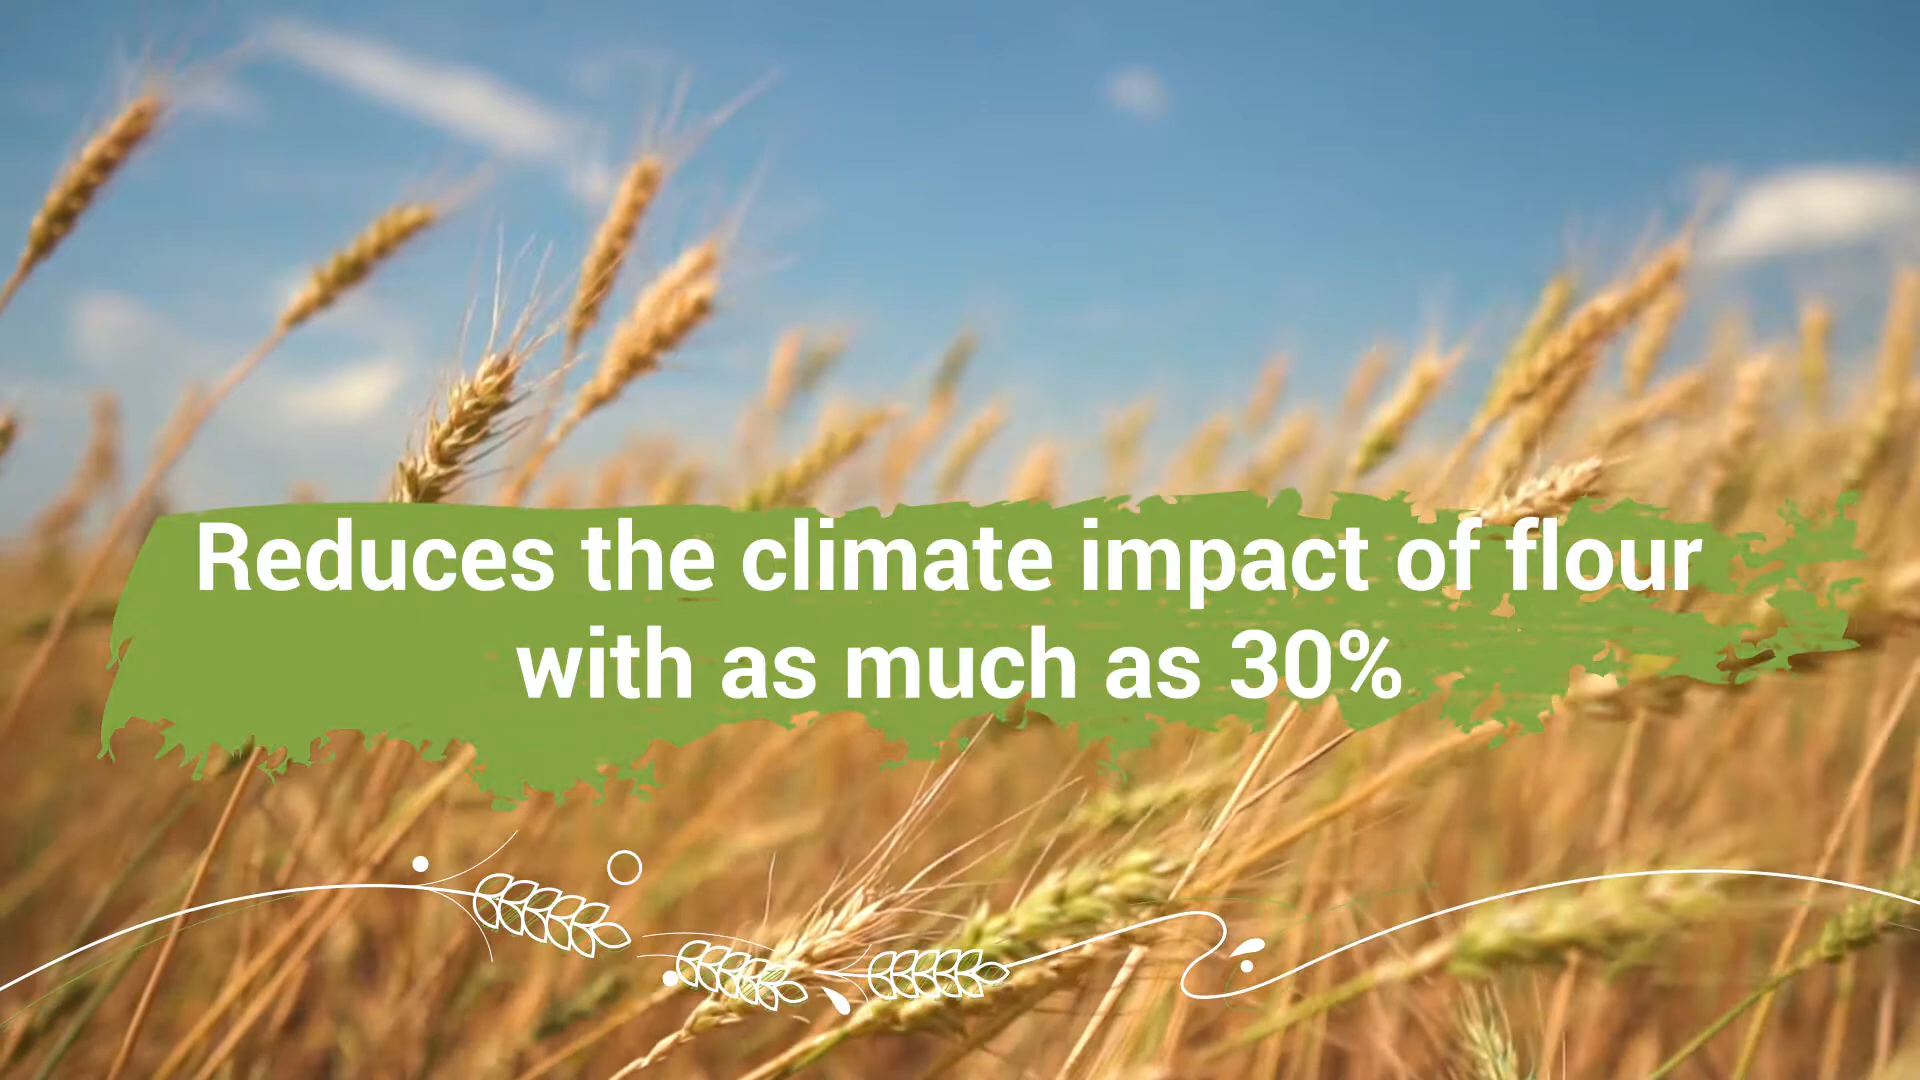 Reduces the climate impact of flour
with as much as 30%